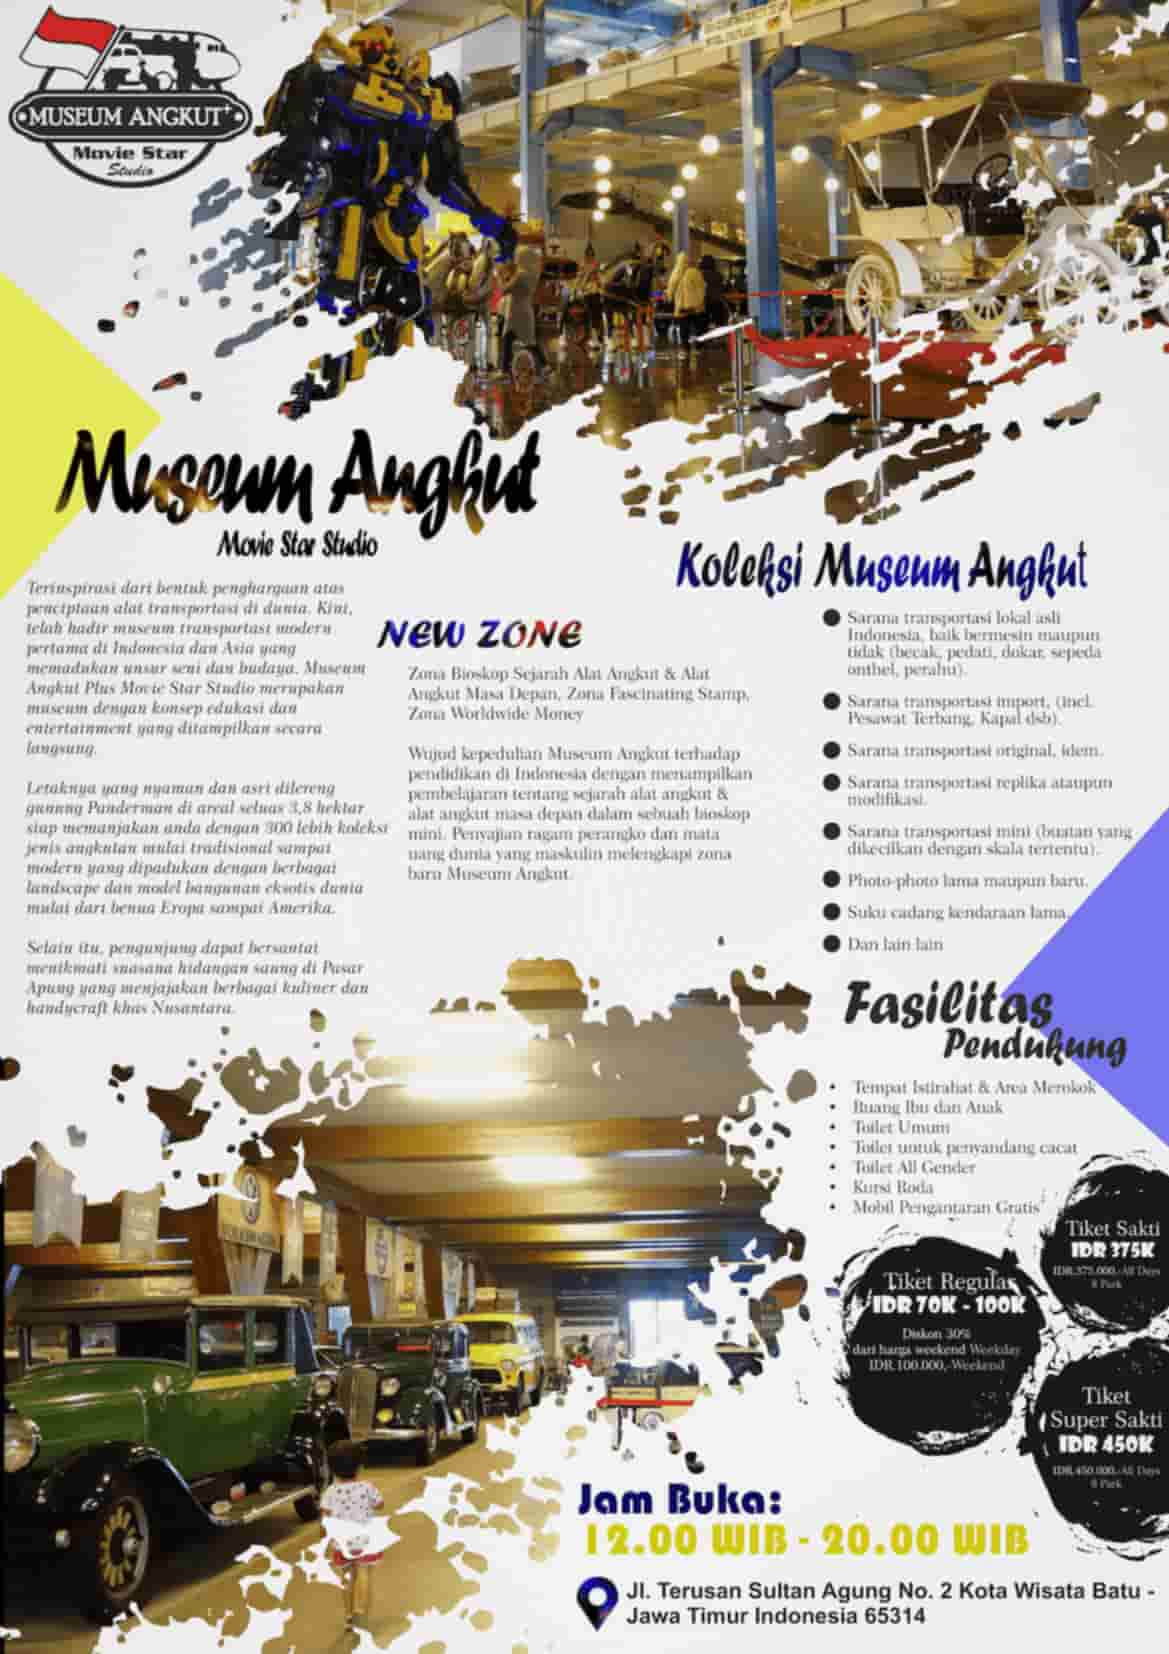 MUSEUM ANGKUT+
Movie Star
Studio
Museum Angkut
Movie Star Studio
Terinspirasi dari bentuk penghargaan atas
penciptaan alat transportasi di dunia. Kini,
telah hadir museum transportasi modern
pertama di Indonesia dan Asia yang
memadukan unsur seni dan budaya. Museum
Angkut Plus Movie Star Studio merupakan
museum dengan konsep edukasi dan
entertainment yang ditampilkan secara
langsung.
Letaknya yang nyaman dan asri dilereng
gunung Panderman di areal seluas 3,8 hektar
siap memanjakan anda dengan 300 lebih koleksi
jenis angkutan mulai tradisional sampai
modern yang dipadukan dengan berbagai
landscape dan model bangunan eksotis dunia
mulai dari benua Eropa sampai Amerika.
Selain itu, pengunjung dapat bersantai
menikmati suasana hidangan saung di Pasar
Apung yang menjajakan berbagai kuliner dan
handycraft khas Nusantara.
NEW ZONE
Zona Bioskop Sejarah Alat Angkut & Alat
Angkut Masa Depan, Zona Fascinating Stamp,
Zona Worldwide Money
Wujud kepedulian Museum Angkut terhadap
pendidikan di Indonesia dengan menampilkan
pembelajaran tentang sejarah alat angkut &
alat angkut masa depan dalam sebuah bioskop
mini. Penyajian ragam perangko dan mata
uang dunia yang maskulin melengkapi zona
baru Museum Angkut.
Koleksi Museum Angkut
● Sarana transportasi lokal asli
Indonesia, baik bermesin maupun
tidak (becak, pedati, dokar, sepeda
onthel, perahu).
● Sarana transportasi import, (incl.
Pesawat Terbang, Kapal dsb).
● Sarana transportasi original, idem.
● Sarana transportasi replika ataupun
modifikasi.
● Sarana transportasi mini (buatan yang
dikecilkan dengan skala tertentu).
● Photo-photo lama maupun baru.
● Suku cadang kendaraan lama.
● Dan lain lain
Fasilitas
Pendukung
• Tempat Istirahat & Area Merokok
• Ruang Ibu dan Anak
• Toilet Umum
• Toilet untuk penyandang cacat
• Toilet All Gender
• Kursi Roda
• Mobil Pengantaran Gratis
Tiket Sakti
IDR 375K
IDR.375.000,-All Days
8 Park
Tiket Regular
IDR 70K - 100K
Diskon 30%
dari harga weekend Weekday
IDR.100.000,-Weekend
Tiket
Super Sakti
IDR 450K
IDR.450.000,-All Days
8 Park
Jam Buka:
12.00 WIB - 20.00 WIB
Jl. Terusan Sultan Agung No. 2 Kota Wisata Batu -
Jawa Timur Indonesia 65314